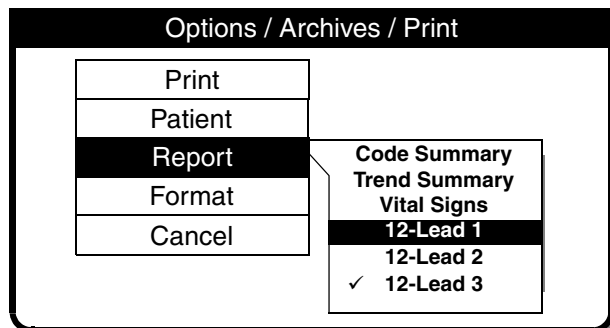 Options / Archives / Print
Print
Patient
Report
Format
Cancel
Code Summary
Trend Summary
Vital Signs
12-Lead 1
12-Lead 2
✓ 12-Lead 3